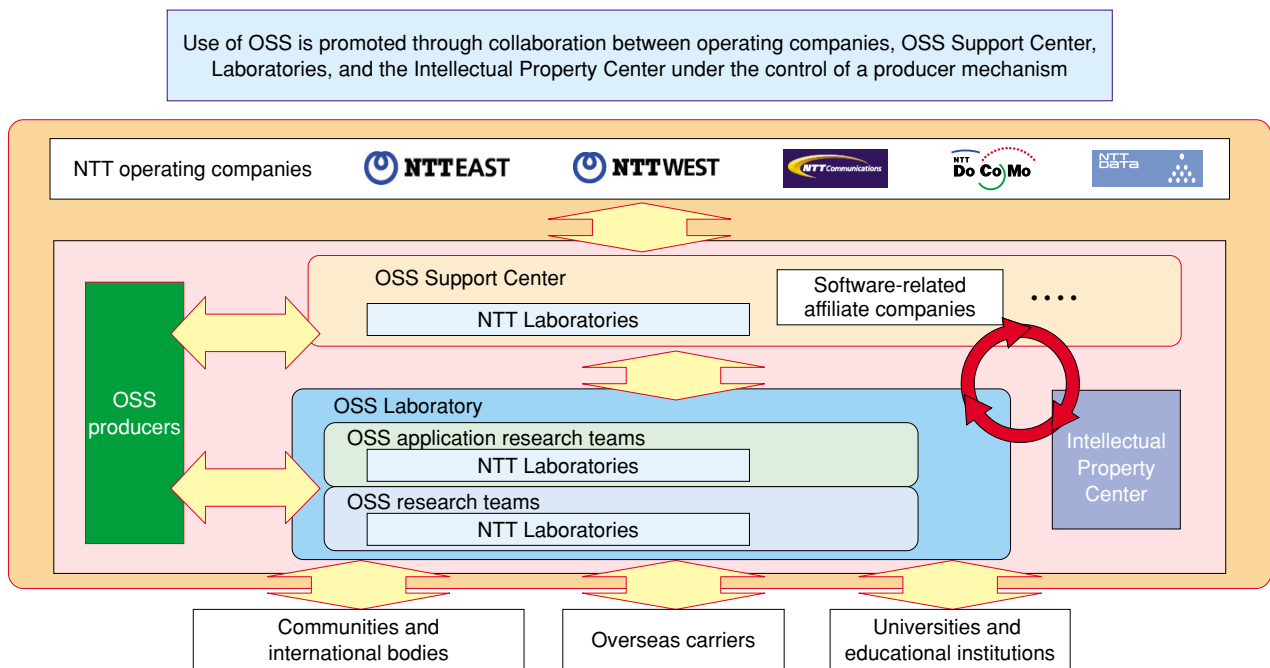 Use of OSS is promoted through collaboration between operating companies, OSS Support Center,
Laboratories, and the Intellectual Property Center under the control of a producer mechanism
NTT operating companies
NTT EAST
NTT WEST
NTT Communications
NTT
Do Co Mo
NTT
DATA
OSS Support Center
NTT Laboratories
Software-related
affiliate companies
....
OSS
producers
OSS Laboratory
OSS application research teams
NTT Laboratories
OSS research teams
NTT Laboratories
Intellectual
Property
Center
Communities and
international bodies
Overseas carriers
Universities and
educational institutions